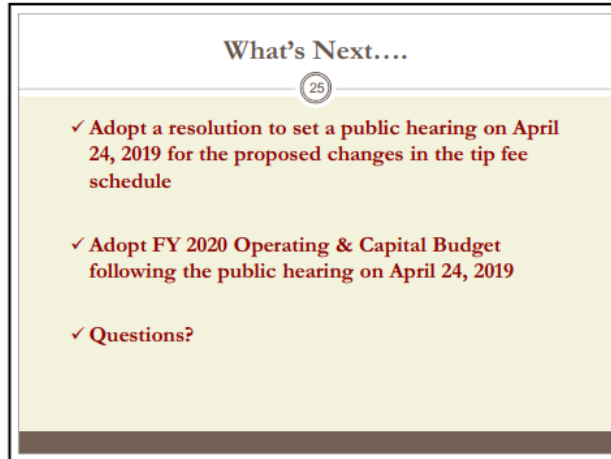 What's Next....
25
✓ Adopt a resolution to set a public hearing on April
24, 2019 for the proposed changes in the tip fee
schedule
✓ Adopt FY 2020 Operating & Capital Budget
following the public hearing on April 24, 2019
✓ Questions?